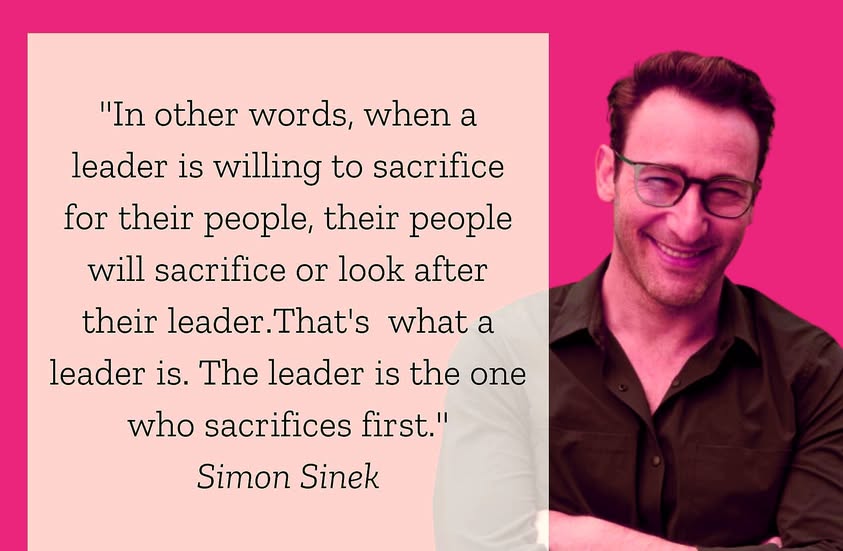 "In other words, when a
leader is willing to sacrifice
for their people, their people
will sacrifice or look after
their leader.That's  what a
leader is. The leader is the one
who sacrifices first."
Simon Sinek